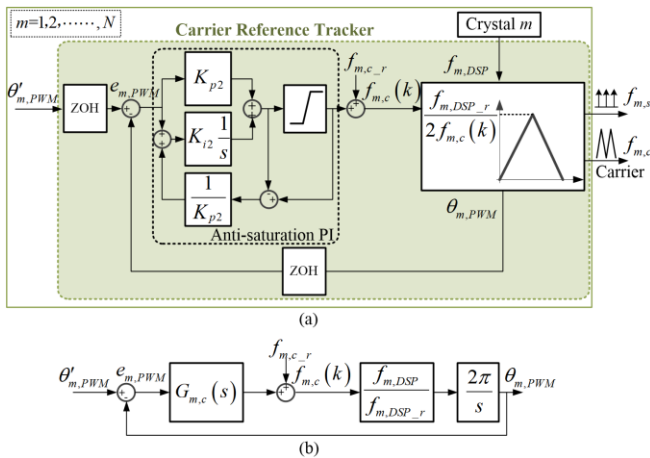 m=1,2,······,N
Carrier Reference Tracker
Crystal m
θ'm,PWM
ZOH
em,PWM
Kp2
Ki2 1/s
1/Kp2
Anti-saturation PI
fm,c_r
fm,c(k)
fm,DSP
fm,DSP_r / 2fm,c(k)
fm,s
fm,c
Carrier
θm,PWM
ZOH
(a)
θ'm,PWM
em,PWM
Gm,c(s)
fm,c_r
fm,c(k)
fm,DSP / fm,DSP_r
2π/s
θm,PWM
(b)